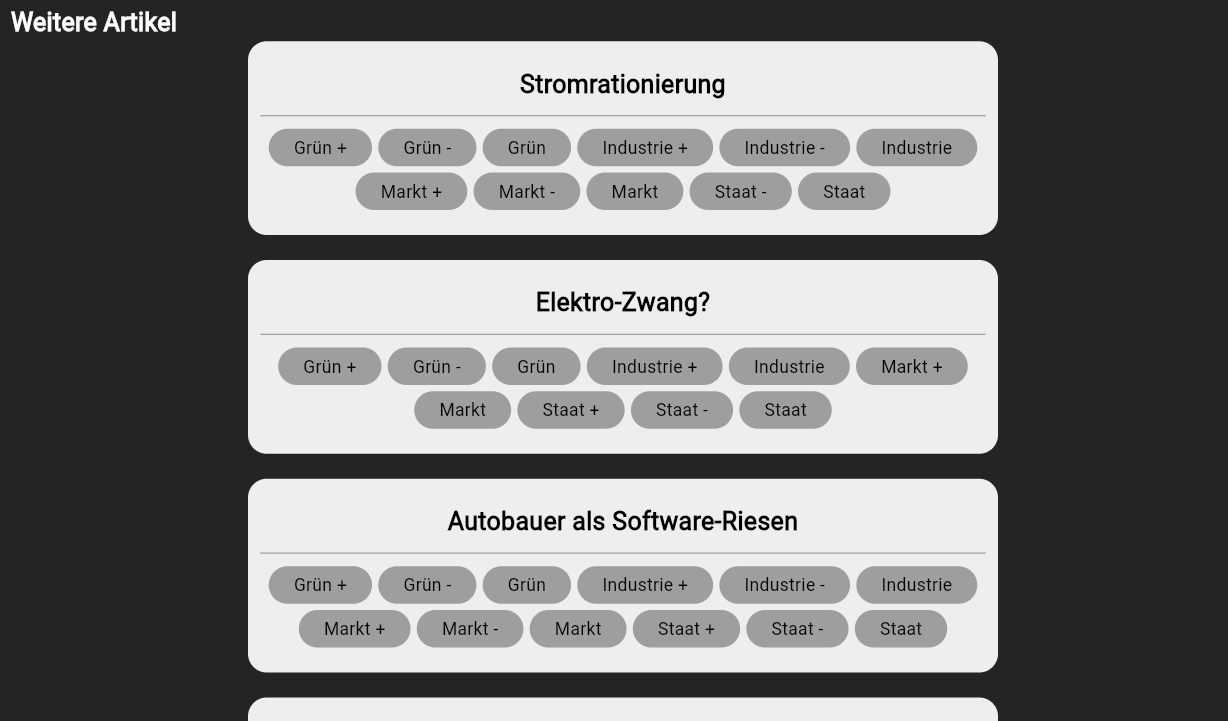 Weitere Artikel
Stromrationierung
Grün + Grün - Grün Industrie + Industrie - Industrie
Markt + Markt - Markt Staat - Staat
Elektro-Zwang?
Grün + Grün - Grün Industrie + Industrie Markt +
Markt Staat + Staat - Staat
Autobauer als Software-Riesen
Grün + Grün - Grün Industrie + Industrie - Industrie
Markt + Markt - Markt Staat + Staat - Staat